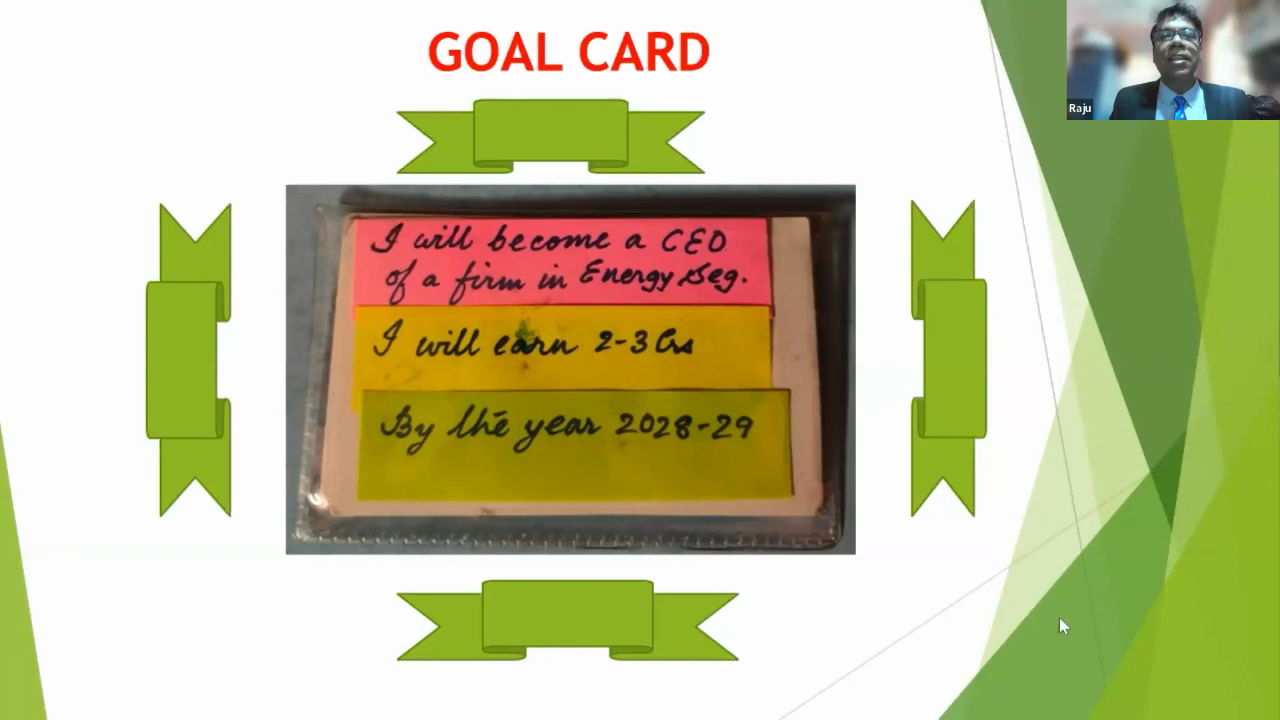 GOAL CARD
Raju
I will become a CEO
of a firm in Energy Seg.
I will earn 2-3 Crs
By the year 2028-29